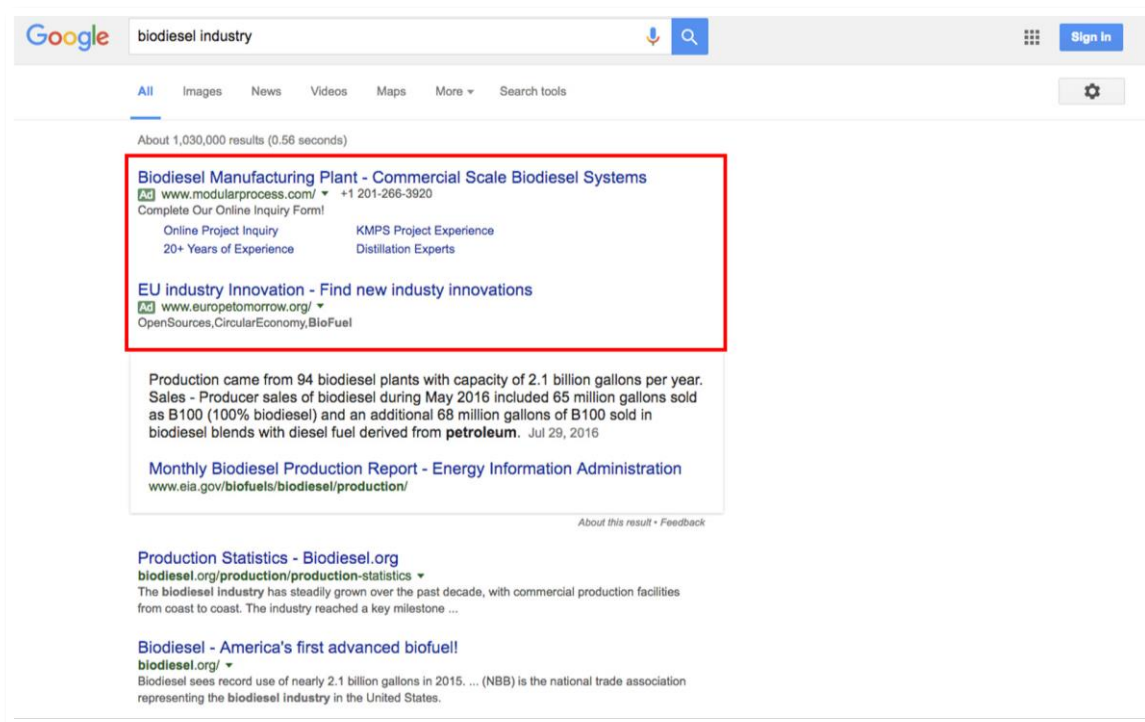 Google
biodiesel industry
Sign in
All Images News Videos Maps More Search tools
About 1,030,000 results (0.56 seconds)
Biodiesel Manufacturing Plant - Commercial Scale Biodiesel Systems
Ad www.modularprocess.com/ +1 201-266-3920
Complete Our Online Inquiry Form!
Online Project Inquiry KMPS Project Experience
20+ Years of Experience Distillation Experts
EU industry Innovation - Find new industy innovations
Ad www.europetomorrow.org/
OpenSources,CircularEconomy,BioFuel
Production came from 94 biodiesel plants with capacity of 2.1 billion gallons per year.
Sales - Producer sales of biodiesel during May 2016 included 65 million gallons sold
as B100 (100% biodiesel) and an additional 68 million gallons of B100 sold in
biodiesel blends with diesel fuel derived from petroleum. Jul 29, 2016
Monthly Biodiesel Production Report - Energy Information Administration
www.eia.gov/biofuels/biodiesel/production/
About this result • Feedback
Production Statistics - Biodiesel.org
biodiesel.org/production/production-statistics
The biodiesel industry has steadily grown over the past decade, with commercial production facilities
from coast to coast. The industry reached a key milestone ...
Biodiesel - America's first advanced biofuel!
biodiesel.org/
Biodiesel sees record use of nearly 2.1 billion gallons in 2015. ... (NBB) is the national trade association
representing the biodiesel industry in the United States.